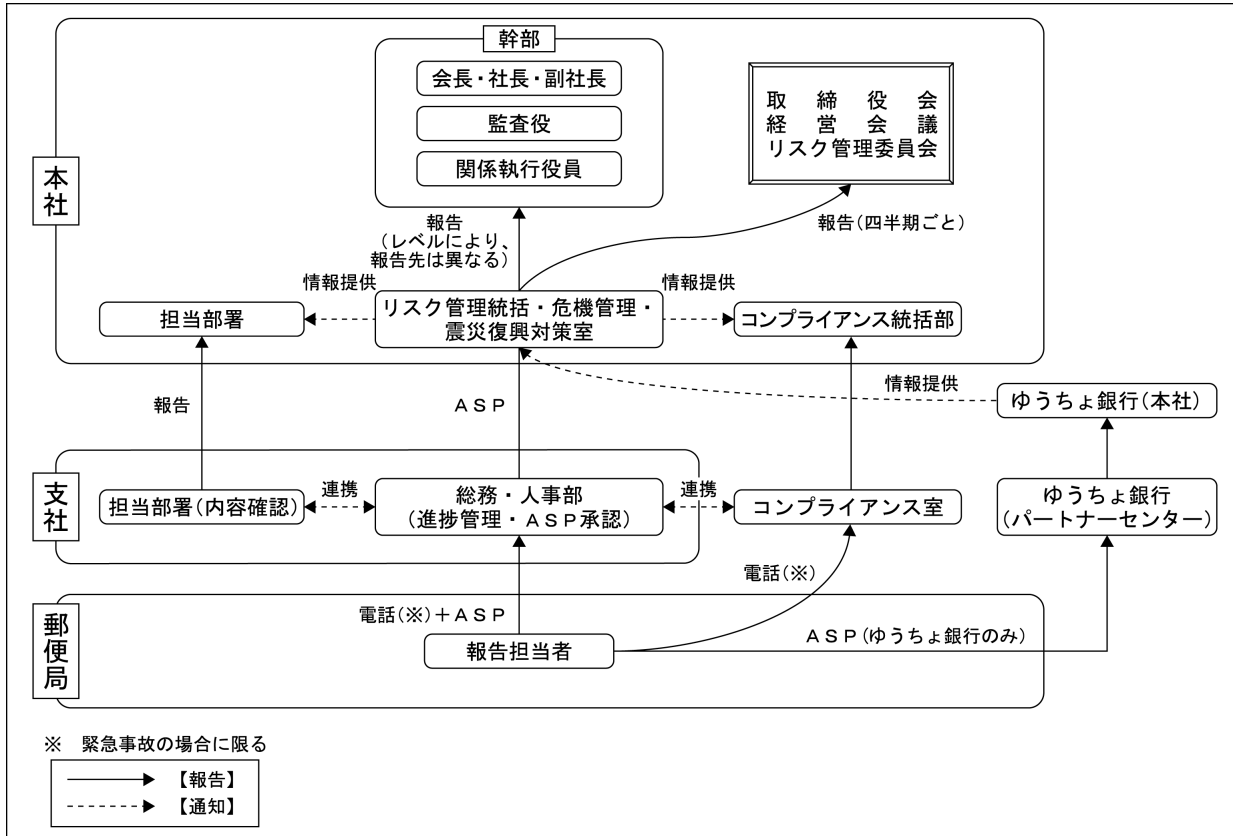 幹部
会長・社長・副社長
監査役
関係執行役員
取締役会
経営会議
リスク管理委員会
本社
報告
(レベルにより、
報告先は異なる)
報告(四半期ごと)
情報提供
情報提供
担当部署
リスク管理統括・危機管理・
震災復興対策室
コンプライアンス統括部
報告
ASP
情報提供
ゆうちょ銀行(本社)
支社
担当部署(内容確認)
連携
総務・人事部
(進捗管理・ASP承認)
連携
コンプライアンス室
ゆうちょ銀行
(パートナーセンター)
電話(※)
郵便局
電話(※)+ASP
報告担当者
ASP(ゆうちょ銀行のみ)
※ 緊急事故の場合に限る
【報告】
【通知】